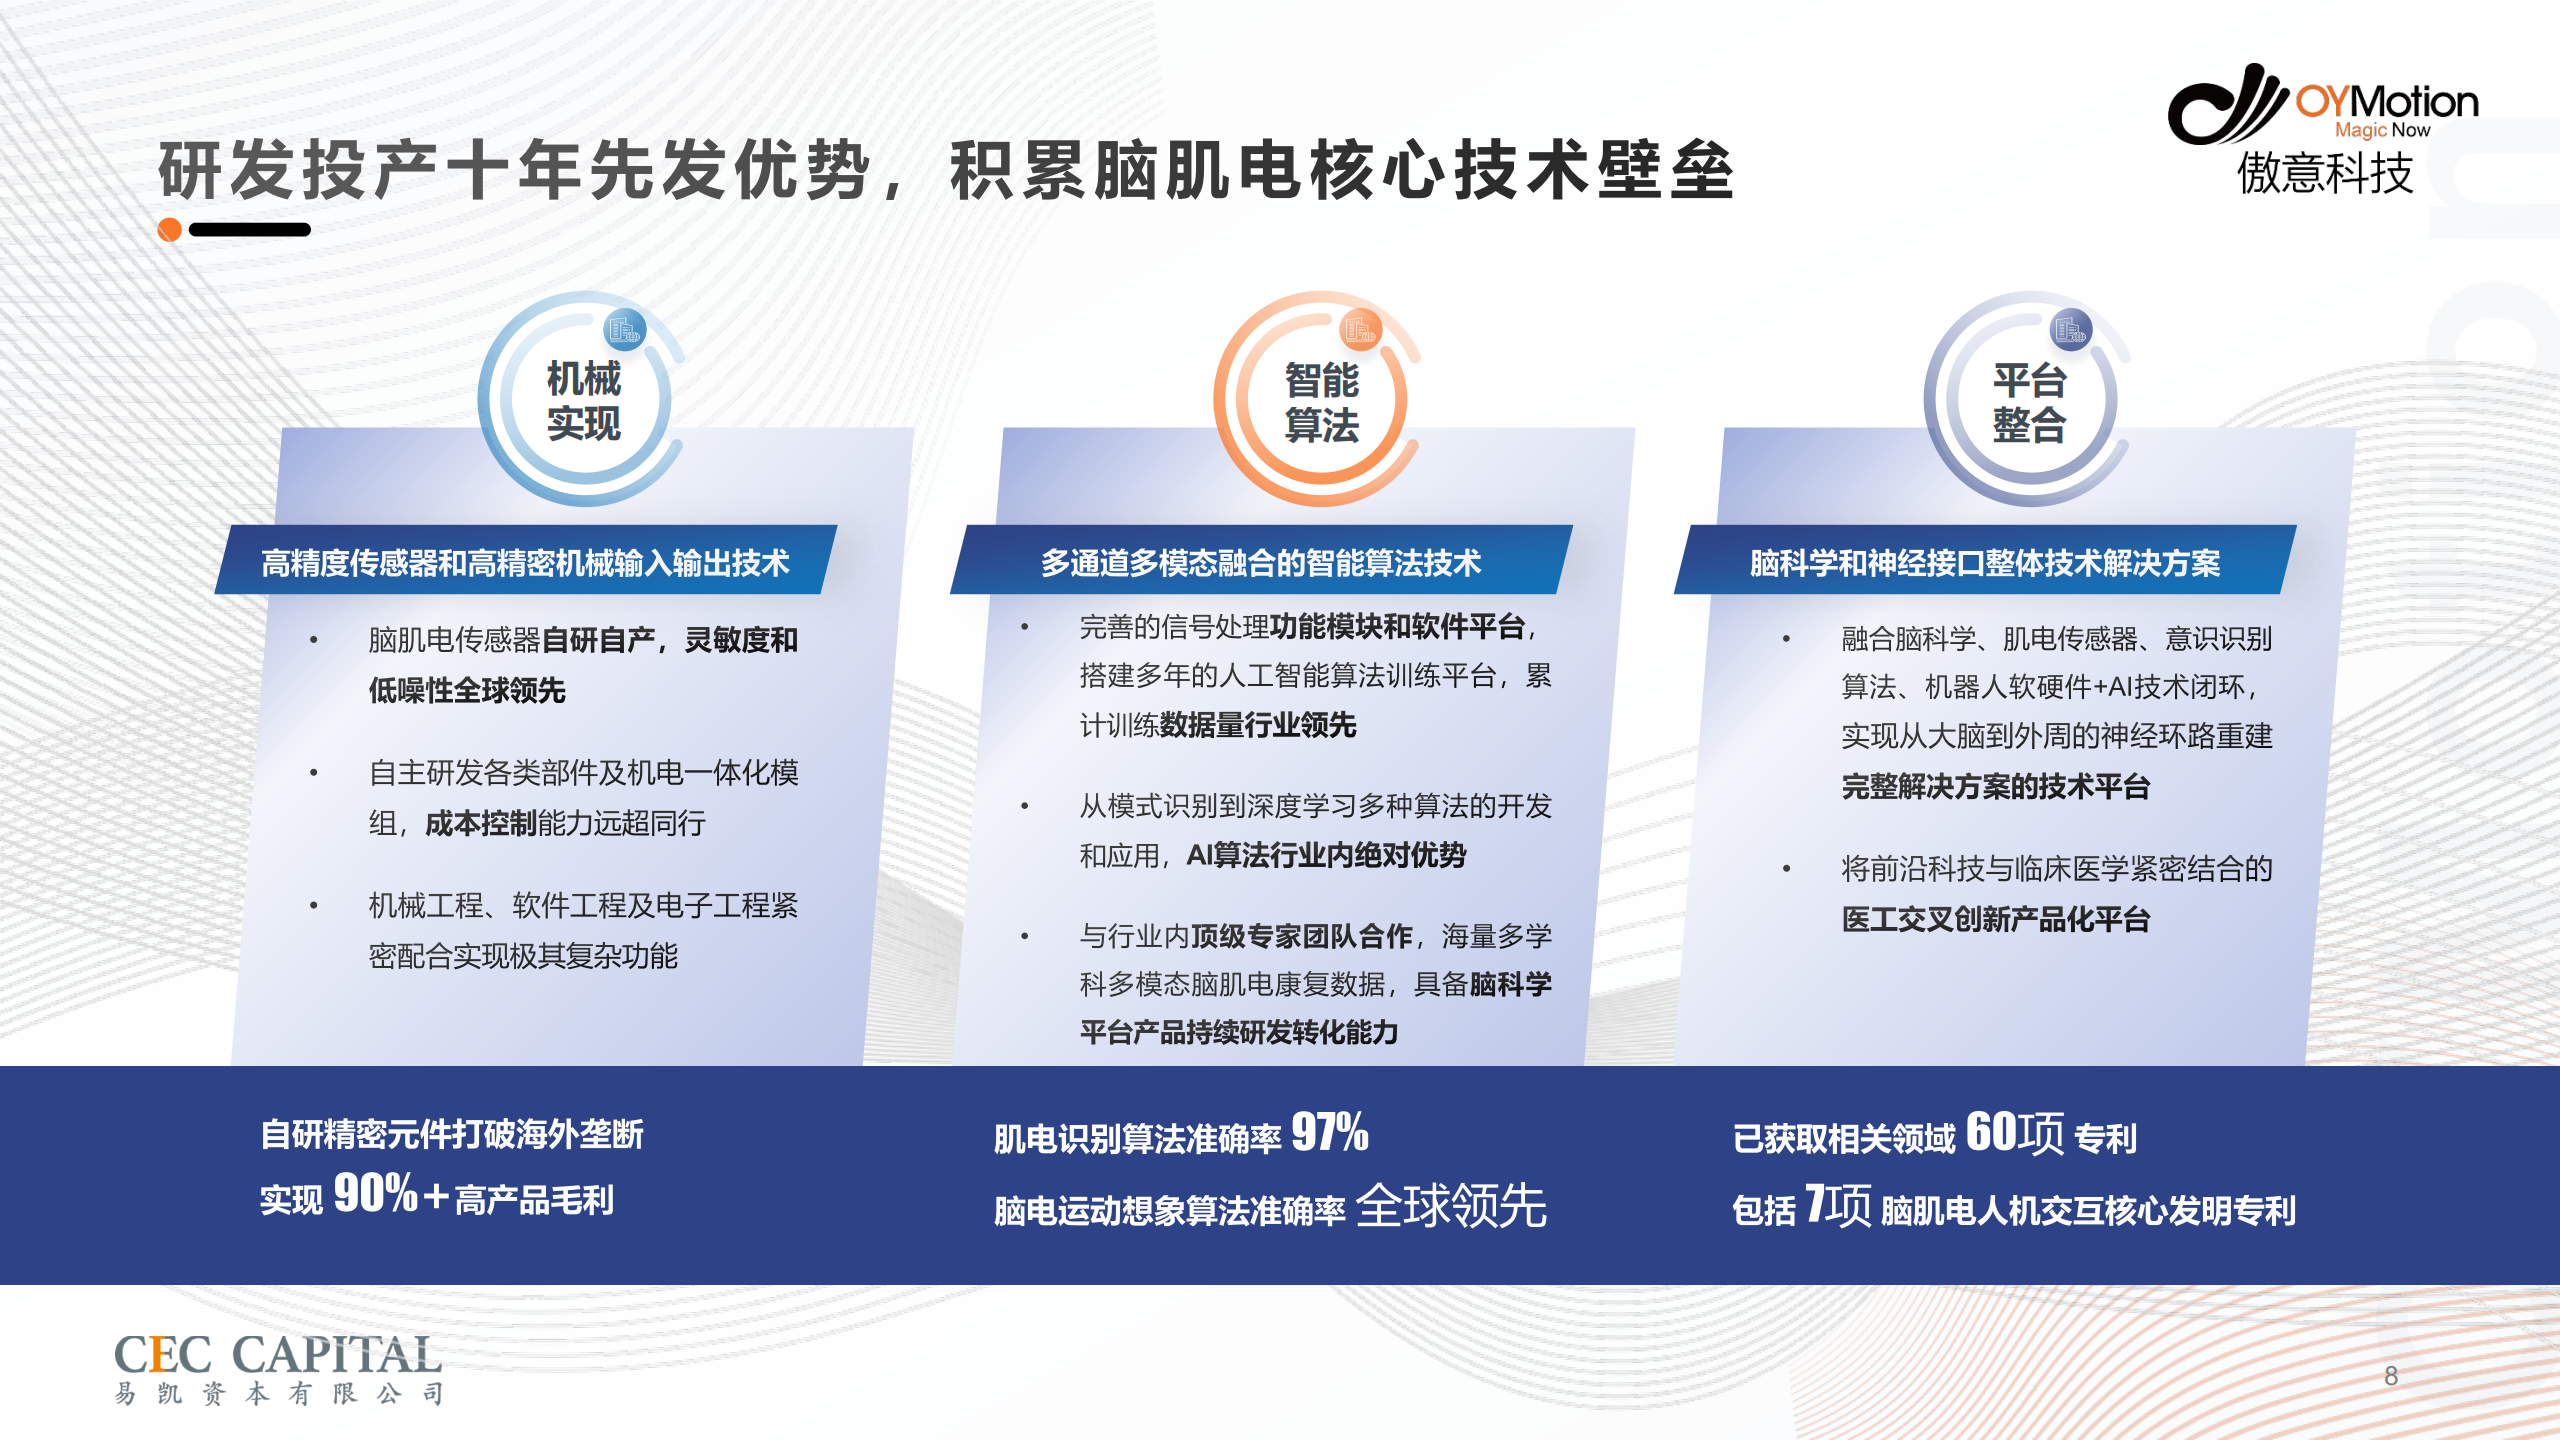 研发投产十年先发优势，积累脑肌电核心技术壁垒
OYMotion
Magic Now
傲意科技
机械
实现
高精度传感器和高精密机械输入输出技术
• 脑肌电传感器自研自产，灵敏度和
低噪性全球领先
• 自主研发各类部件及机电一体化模
组，成本控制能力远超同行
• 机械工程、软件工程及电子工程紧
密配合实现极其复杂功能
自研精密元件打破海外垄断
实现 90%+高产品毛利
智能
算法
多通道多模态融合的智能算法技术
• 完善的信号处理功能模块和软件平台，
搭建多年的人工智能算法训练平台，累
计训练数据量行业领先
• 从模式识别到深度学习多种算法的开发
和应用，AI算法行业内绝对优势
• 与行业内顶级专家团队合作，海量多学
科多模态脑肌电康复数据，具备脑科学
平台产品持续研发转化能力
肌电识别算法准确率 97%
脑电运动想象算法准确率 全球领先
平台
整合
脑科学和神经接口整体技术解决方案
• 融合脑科学、肌电传感器、意识识别
算法、机器人软硬件+AI技术闭环，
实现从大脑到外周的神经环路重建
完整解决方案的技术平台
• 将前沿科技与临床医学紧密结合的
医工交叉创新产品化平台
已获取相关领域 60项 专利
包括 7项 脑肌电人机交互核心发明专利
CEC CAPITAL
易凯资本有限公司
8